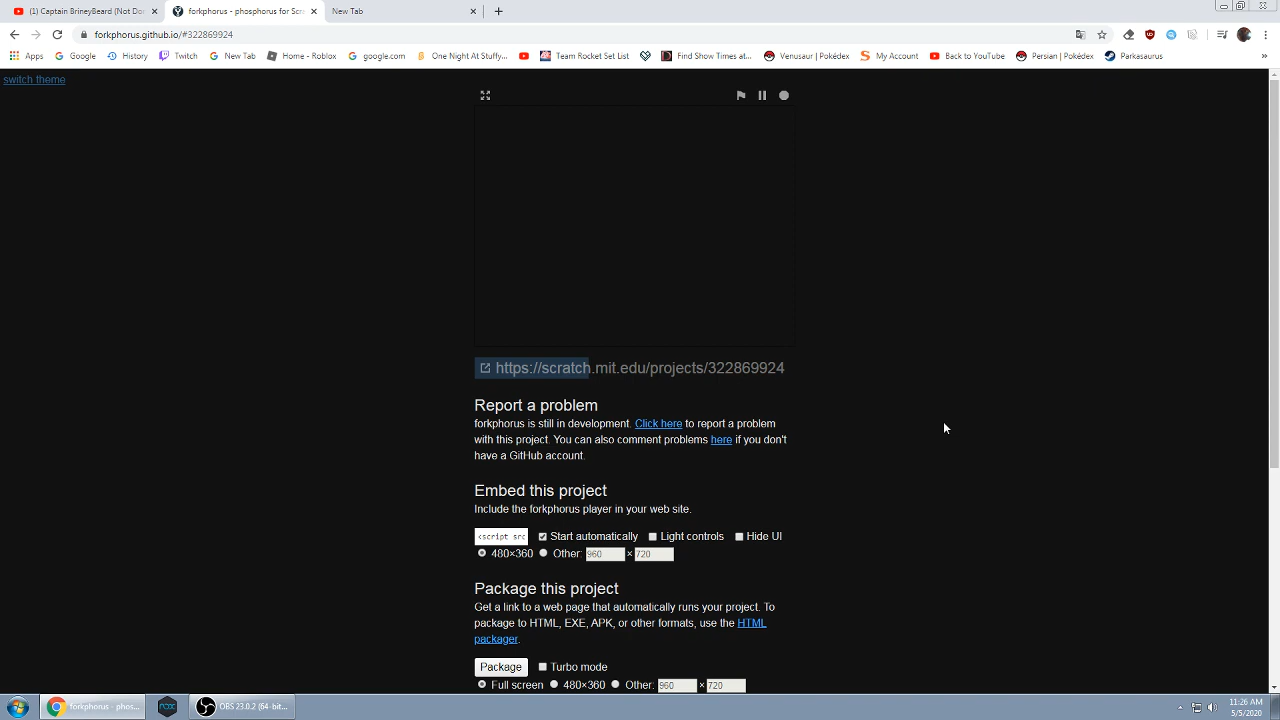 (1) Captain BrineyBeard (Not Do
forkphorus - phosphorus for Scra
New Tab
forkphorus.github.io/#322869924
Apps
Google
History
Twitch
New Tab
Home - Roblox
google.com
One Night At Stuffy...
Team Rocket Set List
Find Show Times at...
Venusaur | Pokédex
My Account
Back to YouTube
Persian | Pokédex
Parkasaurus
»
switch theme
https://scratch.mit.edu/projects/322869924
Report a problem
forkphorus is still in development. Click here to report a problem
with this project. You can also comment problems here if you don't
have a GitHub account.
Embed this project
Include the forkphorus player in your web site.
<script src Start automatically Light controls Hide UI
480×360 Other: 960 × 720
Package this project
Get a link to a web page that automatically runs your project. To
package to HTML, EXE, APK, or other formats, use the HTML
packager.
Package Turbo mode
Full screen 480×360 Other: 960 × 720
forkphorus - phos...
nox
OBS 23.0.2 (64-bit...
11:26 AM
5/5/2020